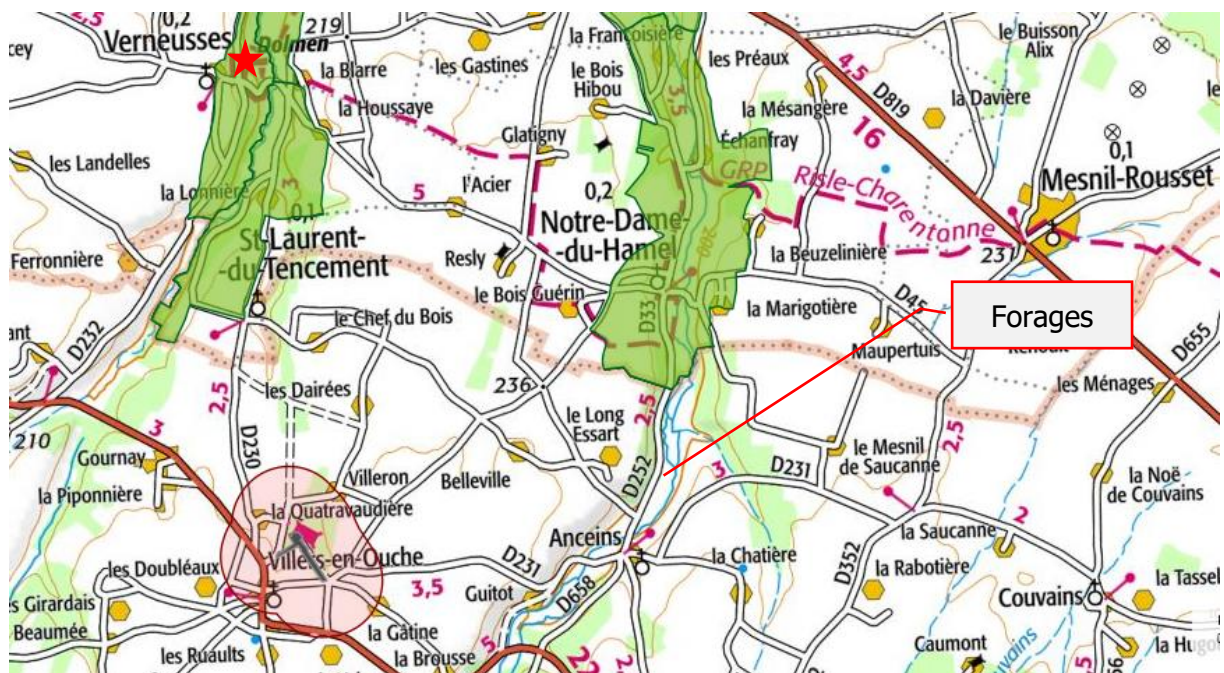 2,5
0,2
219
Verneusses
Dolmen
cey
la Blarre
les Gastines
la Françoisière
le Bois
Hibou
3,5
les Préaux
le Buisson
Alix
4,5
D819
16
la Davière
la Houssaye
Glatigny
la Mésangère
Échanfray
0,1
les Landelles
l'Acier
GRP
Risle-Charentonne
Mesnil-Rousset
la Lonnière
3
0,1
5
0,2
Notre-Dame-
-du-Hamel
200
St-Laurent-
-du-Tencement
Ferronnière
Resly
le Bois Guérin
la Beuzelinière
237
D33
la Marigotière
D45
Forages
le Chef du Bois
Maupertuis
D655
ant
D232
2,5
les Dairées
236
les Ménages
2,5
le Long
Essart
210
3
D230
Gournay
Villeron
Belleville
D252
3
D231
le Mesnil
de Saucanne
2,5
la Noë
de Couvains
la Piponnière
la Quatravaudière
la Saucanne
2
Villers-en-Ouche
Anceins
la Chatière
les Doubléaux
D231
3,5
Guitot
D658
D352
la Rabotière
Couvains
la Tassel
s Girardais
Beaumée
la Gâtine
les Ruaults
la Brousse
5
Caumont
uvains
la Hugo